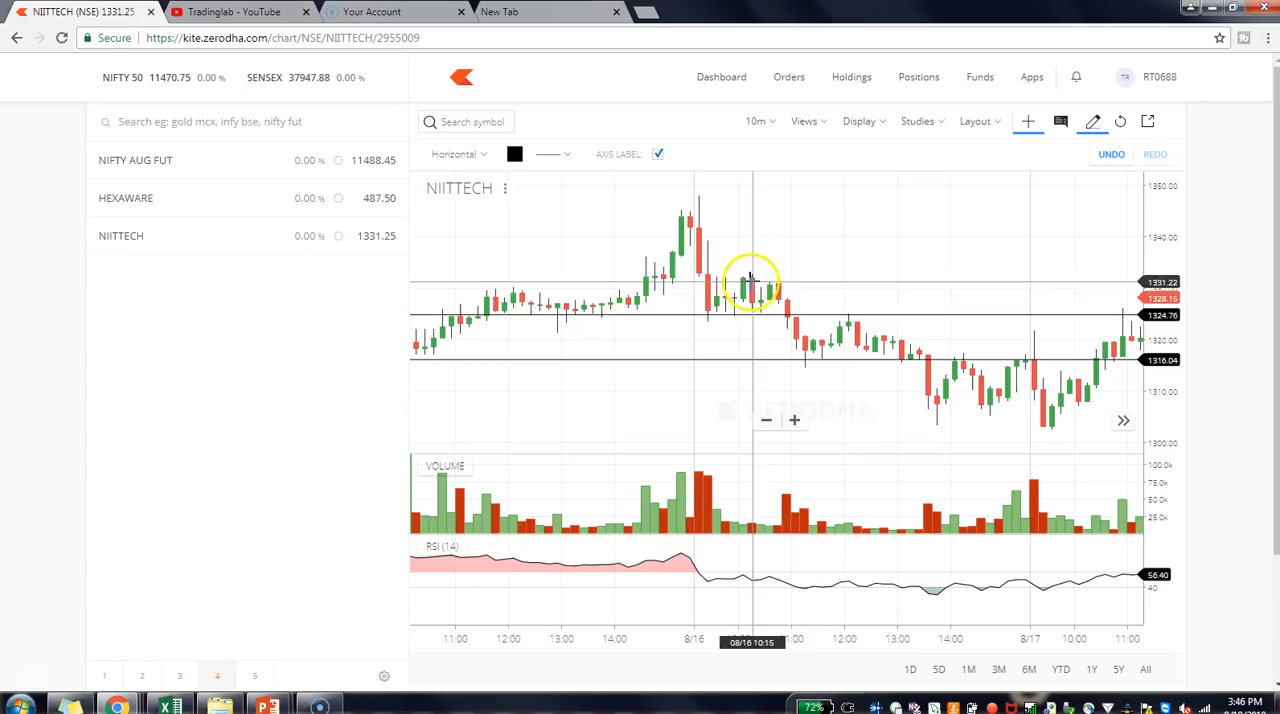 NIITTECH (NSE) 1331.25
Tradinglab - YouTube
Your Account
New Tab
Secure
https://kite.zerodha.com/chart/NSE/NIITTECH/2955009
NIFTY 50 11470.75 0.00 % SENSEX 37947.88 0.00 %
Dashboard Orders Holdings Positions Funds Apps TR RT0688
Search eg: gold mcx, infy bse, nifty fut
Search symbol
10m Views Display Studies Layout
Horizontal AXIS LABEL: UNDO REDO
NIFTY AUG FUT 0.00 % 11488.45
HEXAWARE 0.00 % 487.50
NIITTECH 0.00 % 1331.25
NIITTECH
1350.00
1340.00
1331.22
1328.15
1324.76
1320.00
1316.04
1310.00
1300.00
ZERODHA
VOLUME
100.0k
75.0k
50.0k
25.0k
RSI (14)
56.40
40
11:00 12:00 13:00 14:00 8/16 11:00 12:00 13:00 14:00 8/17 10:00 11:00
08/16 10:15
1D 5D 1M 3M 6M YTD 1Y 5Y All
1 2 3 4 5
72%
3:46 PM